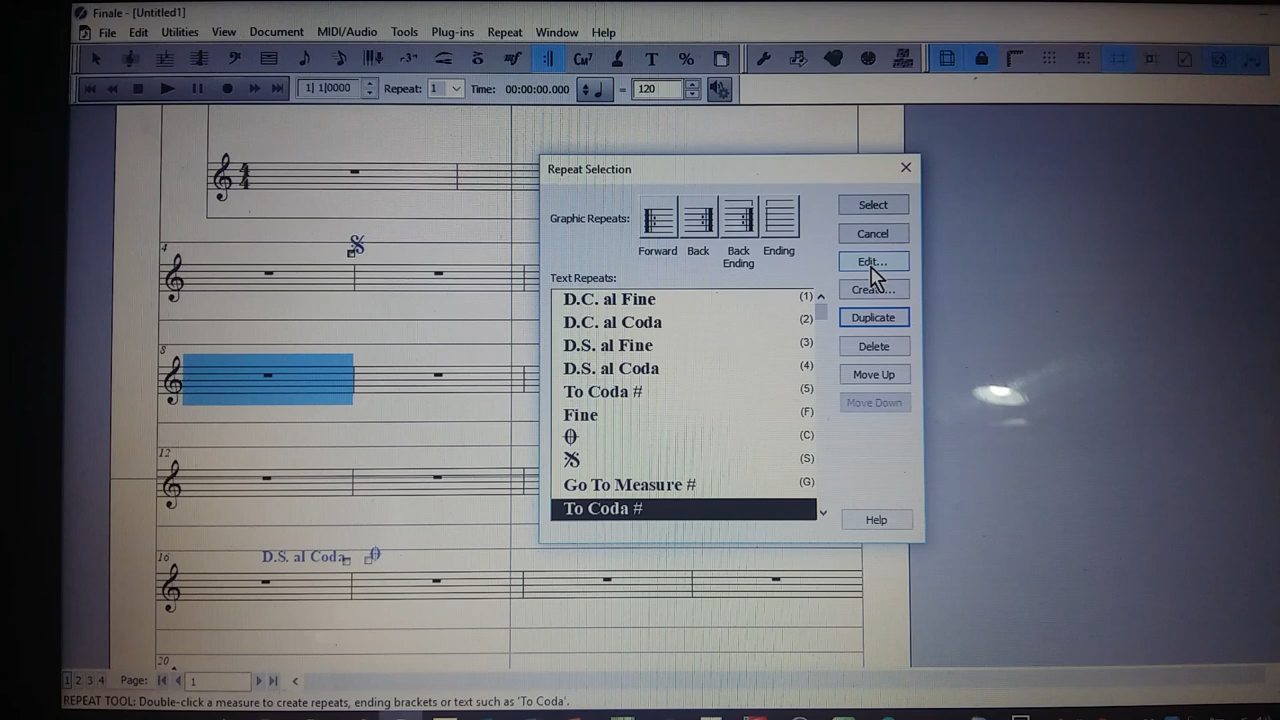 Finale - [Untitled1]
File Edit Utilities View Document MIDI/Audio Tools Plug-ins Repeat Window Help
CM7 mf T %
1| 1|0000 Repeat: 1 Time: 00:00:00.000 = 120
Repeat Selection
Graphic Repeats:
Forward Back Back Ending Ending
Text Repeats:
D.C. al Fine (1)
D.C. al Coda (2)
D.S. al Fine (3)
D.S. al Coda (4)
To Coda # (5)
Fine (F)
(C)
(S)
Go To Measure # (G)
To Coda #
Select
Cancel
Edit...
Create...
Duplicate
Delete
Move Up
Move Down
Help
4
8
12
16
D.S. al Coda
20
1 2 3 4 Page: 1
REPEAT TOOL: Double-click a measure to create repeats, ending brackets or text such as 'To Coda'.